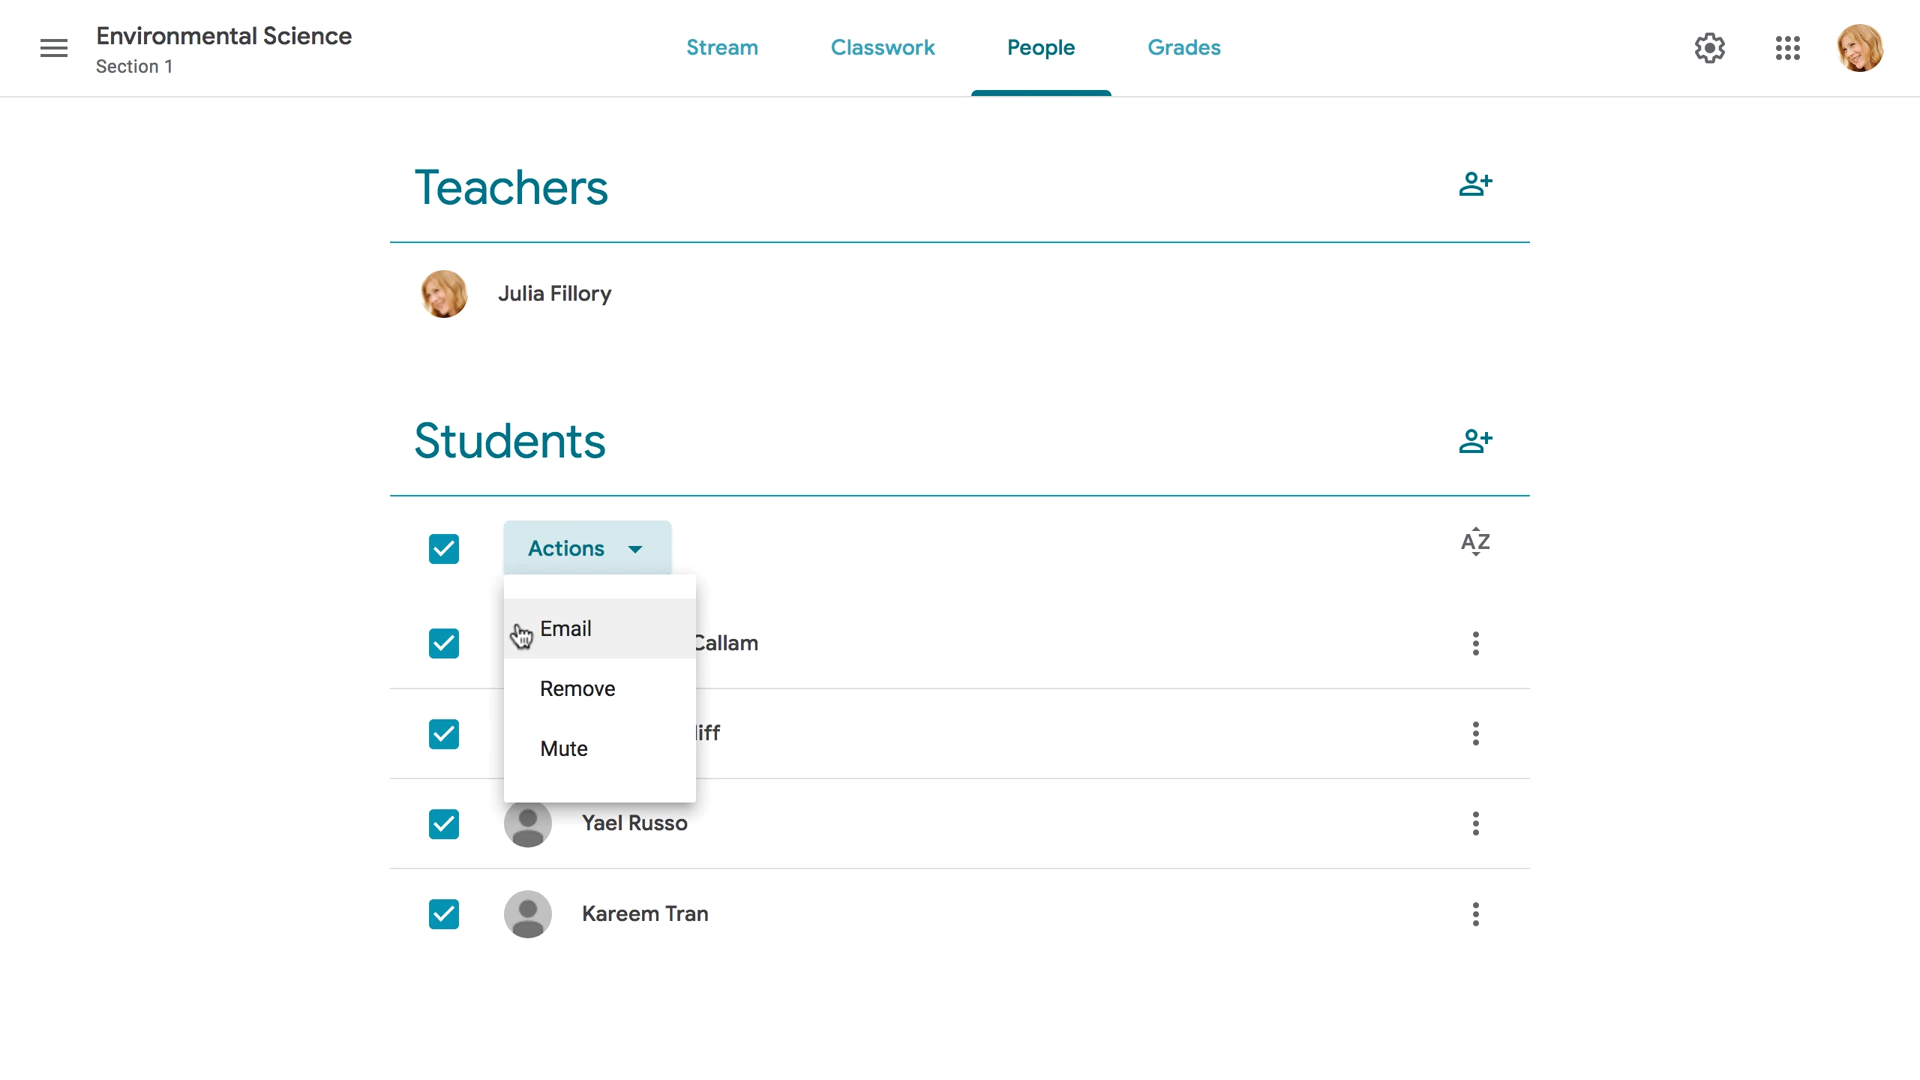 Environmental Science
Section 1
Stream
Classwork
People
Grades
Teachers
Julia Fillory
Students
Actions
AZ
Email
Callam
Remove
Mute
Yael Russo
Kareem Tran